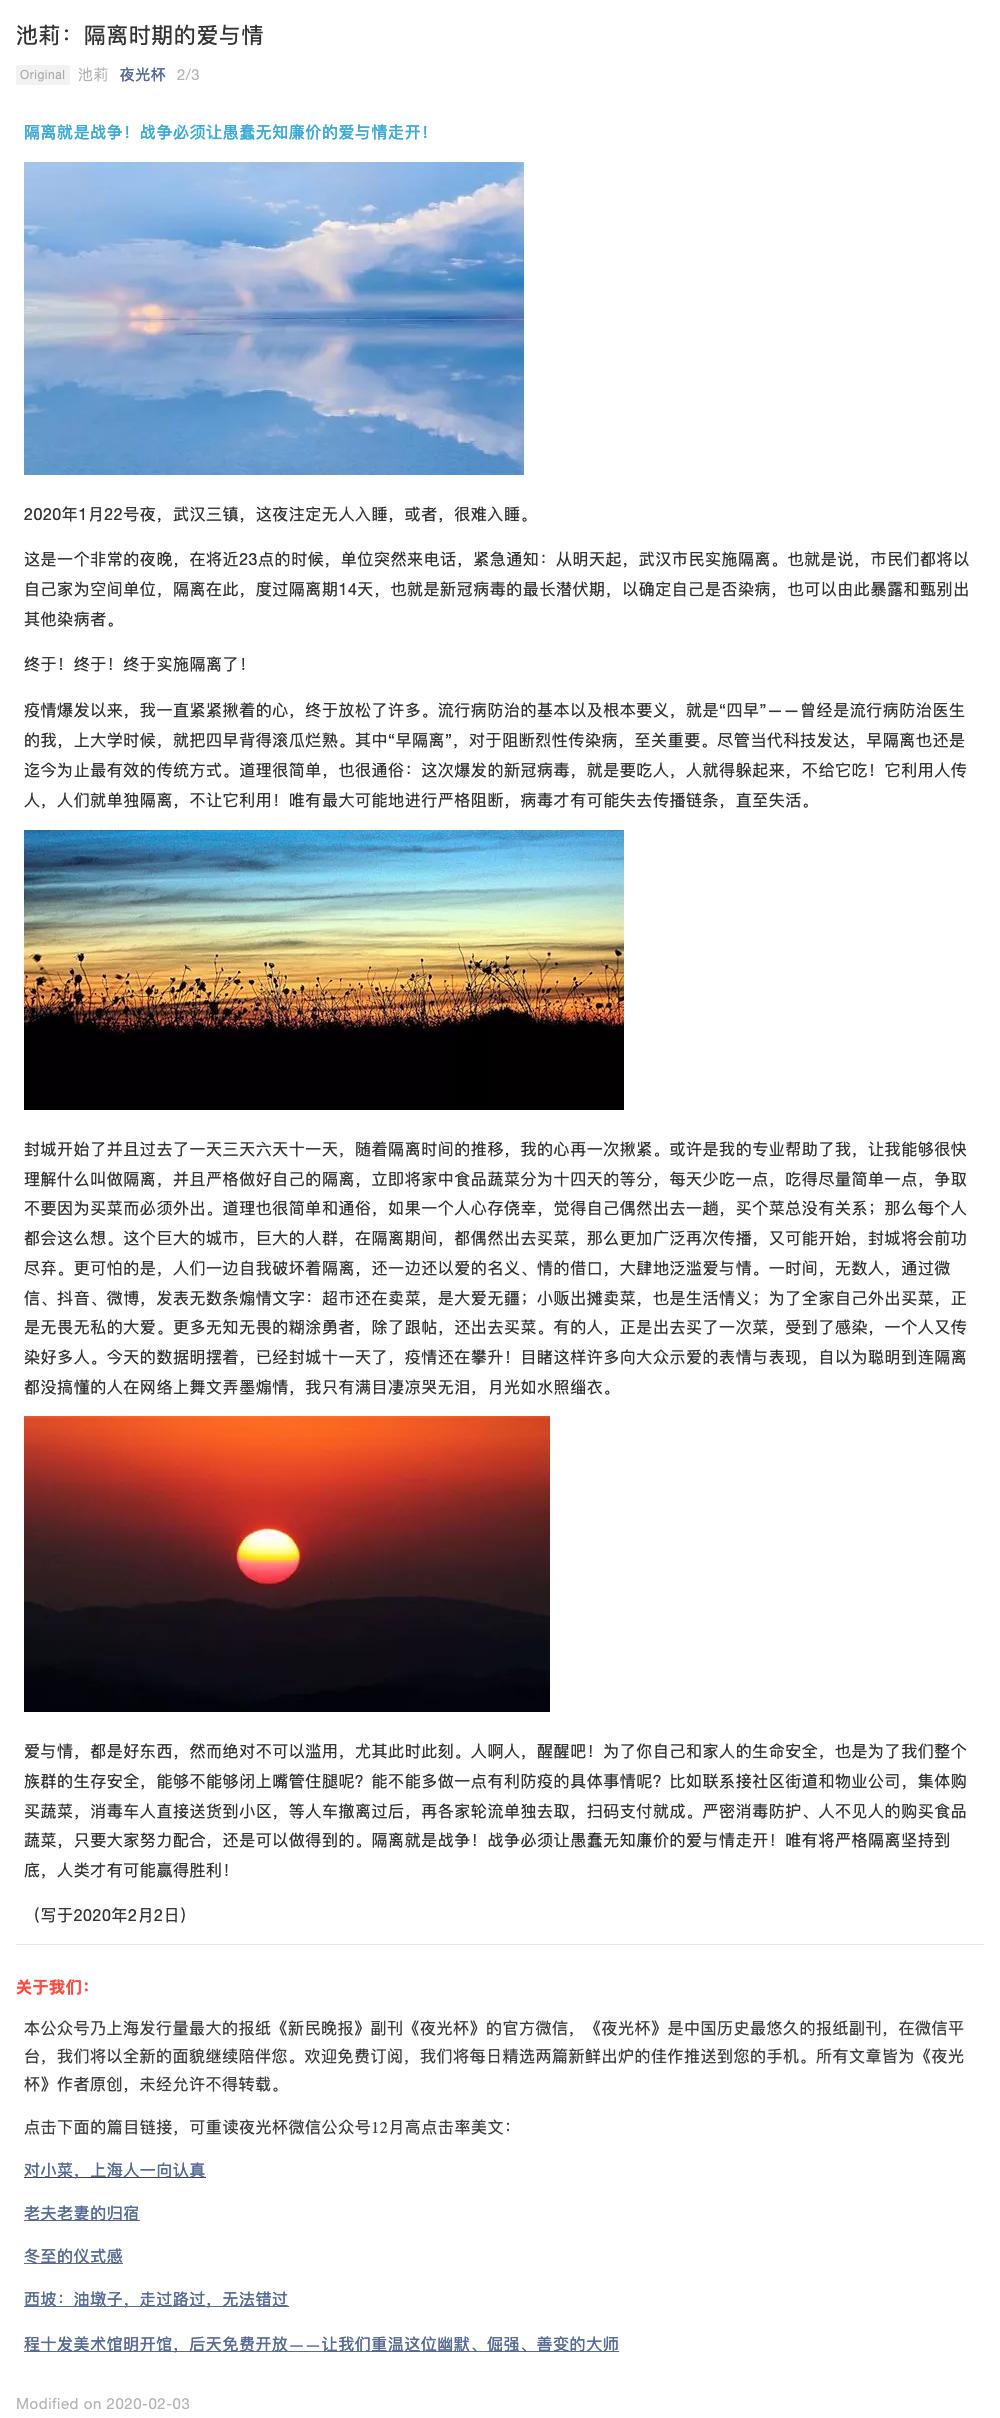 池莉：隔离时期的爱与情
Original 池莉 夜光杯 2/3
隔离就是战争！战争必须让愚蠢无知廉价的爱与情走开！
2020年1月22号夜，武汉三镇，这夜注定无人入睡，或者，很难入睡。
这是一个非常的夜晚，在将近23点的时候，单位突然来电话，紧急通知：从明天起，武汉市民实施隔离。也就是说，市民们都将以
自己家为空间单位，隔离在此，度过隔离期14天，也就是新冠病毒的最长潜伏期，以确定自己是否染病，也可以由此暴露和甄别出
其他染病者。
终于！终于！终于实施隔离了！
疫情爆发以来，我一直紧紧揪着的心，终于放松了许多。流行病防治的基本以及根本要义，就是“四早”——曾经是流行病防治医生
的我，上大学时候，就把四早背得滚瓜烂熟。其中“早隔离”，对于阻断烈性传染病，至关重要。尽管当代科技发达，早隔离也还是
迄今为止最有效的传统方式。道理很简单，也很通俗：这次爆发的新冠病毒，就是要吃人，人就得躲起来，不给它吃！它利用人传
人，人们就单独隔离，不让它利用！唯有最大可能地进行严格阻断，病毒才有可能失去传播链条，直至失活。
封城开始了并且过去了一天三天六天十一天，随着隔离时间的推移，我的心再一次揪紧。或许是我的专业帮助了我，让我能够很快
理解什么叫做隔离，并且严格做好自己的隔离，立即将家中食品蔬菜分为十四天的等分，每天少吃一点，吃得尽量简单一点，争取
不要因为买菜而必须外出。道理也很简单和通俗，如果一个人心存侥幸，觉得自己偶然出去一趟，买个菜总没有关系；那么每个人
都会这么想。这个巨大的城市，巨大的人群，在隔离期间，都偶然出去买菜，那么更加广泛再次传播，又可能开始，封城将会前功
尽弃。更可怕的是，人们一边自我破坏着隔离，还一边还以爱的名义、情的借口，大肆地泛滥爱与情。一时间，无数人，通过微
信、抖音、微博，发表无数条煽情文字：超市还在卖菜，是大爱无疆；小贩出摊卖菜，也是生活情义；为了全家自己外出买菜，正
是无畏无私的大爱。更多无知无畏的糊涂勇者，除了跟帖，还出去买菜。有的人，正是出去买了一次菜，受到了感染，一个人又传
染好多人。今天的数据明摆着，已经封城十一天了，疫情还在攀升！目睹这样许多向大众示爱的表情与表现，自以为聪明到连隔离
都没搞懂的人在网络上舞文弄墨煽情，我只有满目凄凉哭无泪，月光如水照缁衣。
爱与情，都是好东西，然而绝对不可以滥用，尤其此时此刻。人啊人，醒醒吧！为了你自己和家人的生命安全，也是为了我们整个
族群的生存安全，能够不能够闭上嘴管住腿呢？能不能多做一点有利防疫的具体事情呢？比如联系接社区街道和物业公司，集体购
买蔬菜，消毒车人直接送货到小区，等人车撤离过后，再各家轮流单独去取，扫码支付就成。严密消毒防护、人不见人的购买食品
蔬菜，只要大家努力配合，还是可以做得到的。隔离就是战争！战争必须让愚蠢无知廉价的爱与情走开！唯有将严格隔离坚持到
底，人类才有可能赢得胜利！
（写于2020年2月2日）
关于我们：
本公众号乃上海发行量最大的报纸《新民晚报》副刊《夜光杯》的官方微信，《夜光杯》是中国历史最悠久的报纸副刊，在微信平
台，我们将以全新的面貌继续陪伴您。欢迎免费订阅，我们将每日精选两篇新鲜出炉的佳作推送到您的手机。所有文章皆为《夜光
杯》作者原创，未经允许不得转载。
点击下面的篇目链接，可重读夜光杯微信公众号12月高点击率美文：
对小菜，上海人一向认真
老夫老妻的归宿
冬至的仪式感
西坡：油墩子，走过路过，无法错过
程十发美术馆明开馆，后天免费开放——让我们重温这位幽默、倔强、善变的大师
Modified on 2020-02-03